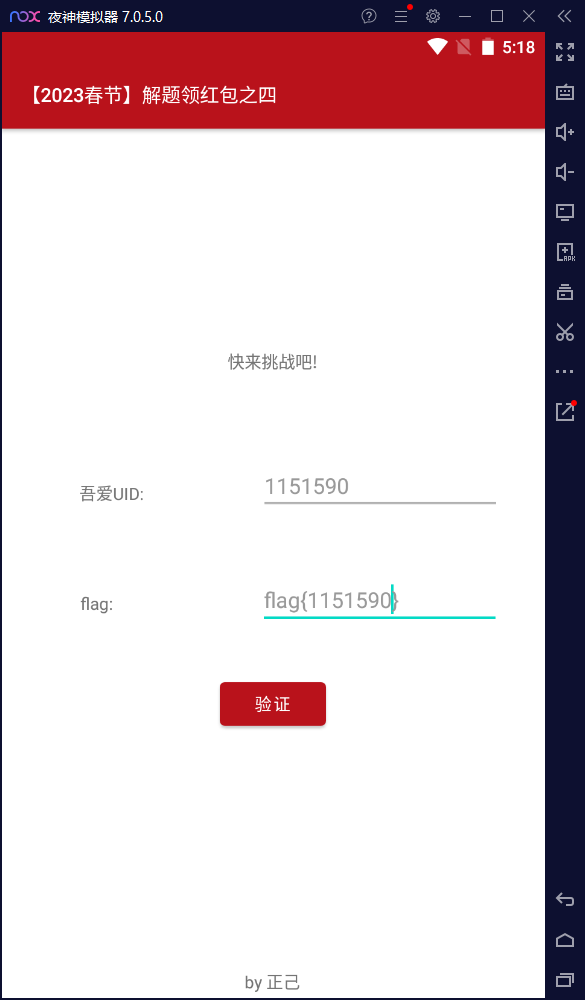 nox 夜神模拟器 7.0.5.0
5:18
【2023春节】解题领红包之四
APK
快来挑战吧!
吾爱UID:
1151590
flag:
flag{1151590}
验证
by 正己